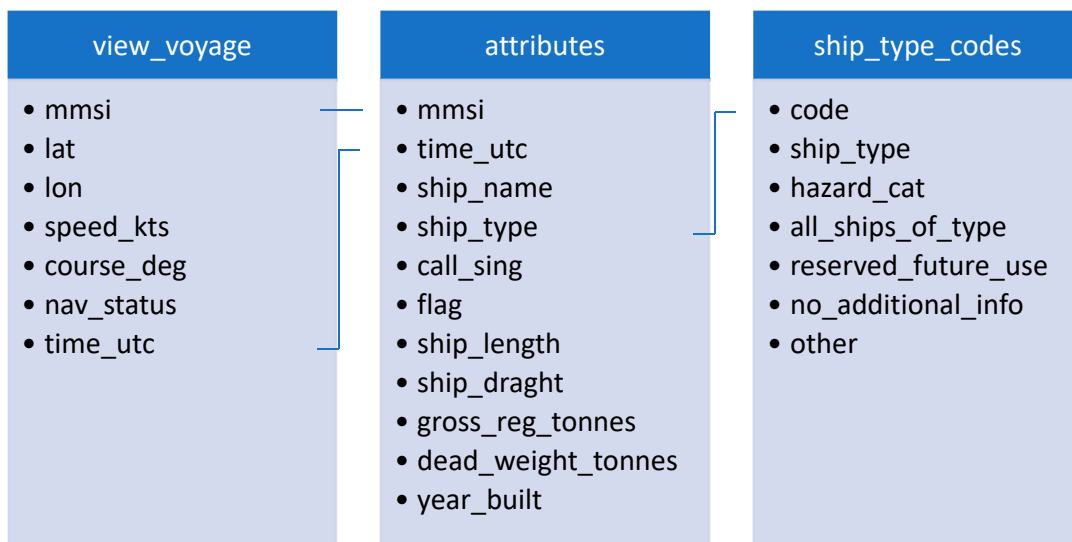 view_voyage
• mmsi
• lat
• lon
• speed_kts
• course_deg
• nav_status
• time_utc
attributes
• mmsi
• time_utc
• ship_name
• ship_type
• call_sing
• flag
• ship_length
• ship_draght
• gross_reg_tonnes
• dead_weight_tonnes
• year_built
ship_type_codes
• code
• ship_type
• hazard_cat
• all_ships_of_type
• reserved_future_use
• no_additional_info
• other